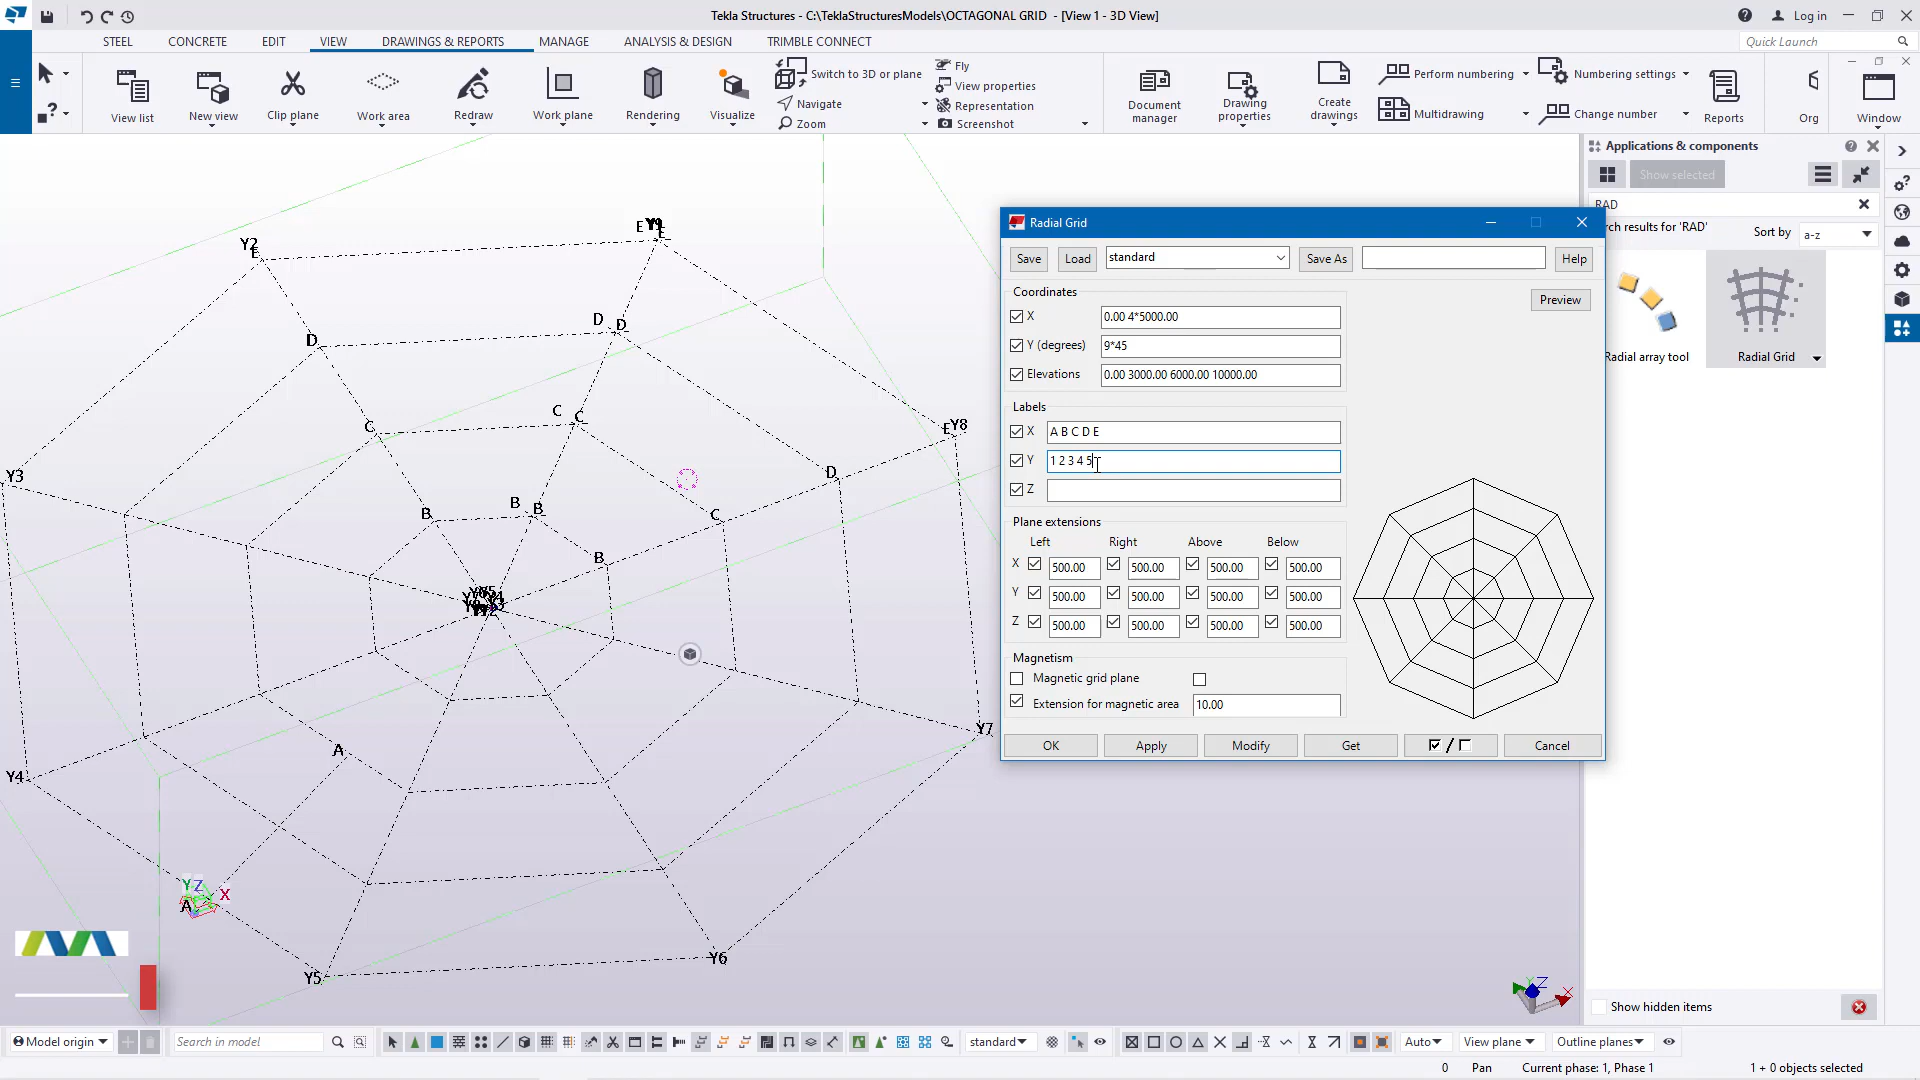 Tekla Structures - C:\TeklaStructuresModels\OCTAGONAL GRID - [View 1 - 3D View]
Log in
STEEL CONCRETE EDIT VIEW DRAWINGS & REPORTS MANAGE ANALYSIS & DESIGN TRIMBLE CONNECT
Quick Launch
View list
New view
Clip plane
Work area
Redraw
Work plane
Rendering
Visualize
Switch to 3D or plane
Navigate
Zoom
Fly
View properties
Representation
Screenshot
Document manager
Drawing properties
Create drawings
Perform numbering
Multidrawing
Numbering settings
Change number
Reports
Org
Window
Applications & components
Show selected
RAD
rch results for 'RAD'
Sort by a-z
Radial array tool
Radial Grid
Show hidden items
Radial Grid
Save Load standard Save As Help
Coordinates
Preview
X 0.00 4*5000.00
Y (degrees) 9*45
Elevations 0.00 3000.00 6000.00 10000.00
Labels
X A B C D E
Y 1 2 3 4 5
Z
Plane extensions
Left Right Above Below
X 500.00 500.00 500.00 500.00
Y 500.00 500.00 500.00 500.00
Z 500.00 500.00 500.00 500.00
Magnetism
Magnetic grid plane
Extension for magnetic area 10.00
OK Apply Modify Get / Cancel
Y2
E
E
E
D
D
D
Y3
C
C
C
E Y8
D
B
B
B
C
B
A
Y4
Y7
Y Z
X
A
Y5
Y6
Y Z X
Model origin
Search in model
standard
Auto
View plane
Outline planes
0 Pan Current phase: 1, Phase 1 1 + 0 objects selected